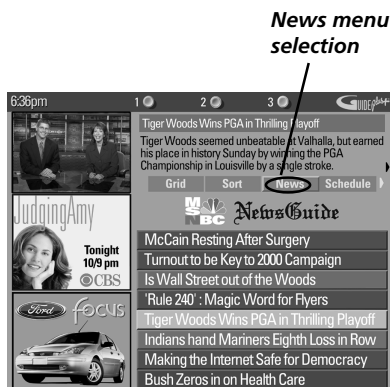 News menu
selection
6:36pm
1
2
3
GUIDE plus+
Tiger Woods Wins PGA in Thrilling Playoff
Tiger Woods seemed unbeatable at Valhalla, but earned
his place in history Sunday by winning the PGA
Championship in Louisville by a single stroke.
Grid Sort News Schedule
MSNBC NewsGuide
JudgingAmy
Tonight
10/9 pm
CBS
Ford focus
McCain Resting After Surgery
Turnout to be Key to 2000 Campaign
Is Wall Street out of the Woods
'Rule 240' : Magic Word for Flyers
Tiger Woods Wins PGA in Thrilling Playoff
Indians hand Mariners Eighth Loss in Row
Making the Internet Safe for Democracy
Bush Zeros in on Health Care